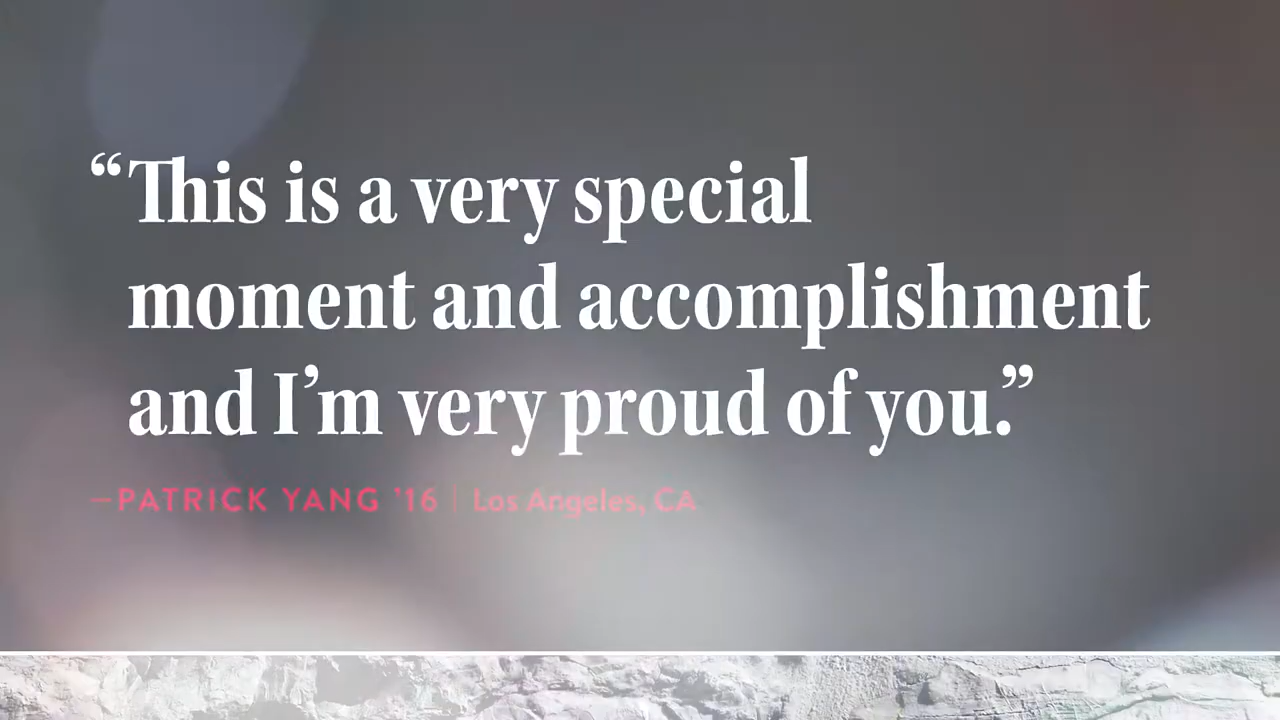 “This is a very special
moment and accomplishment
and I’m very proud of you.”
—PATRICK YANG ’16 | Los Angeles, CA